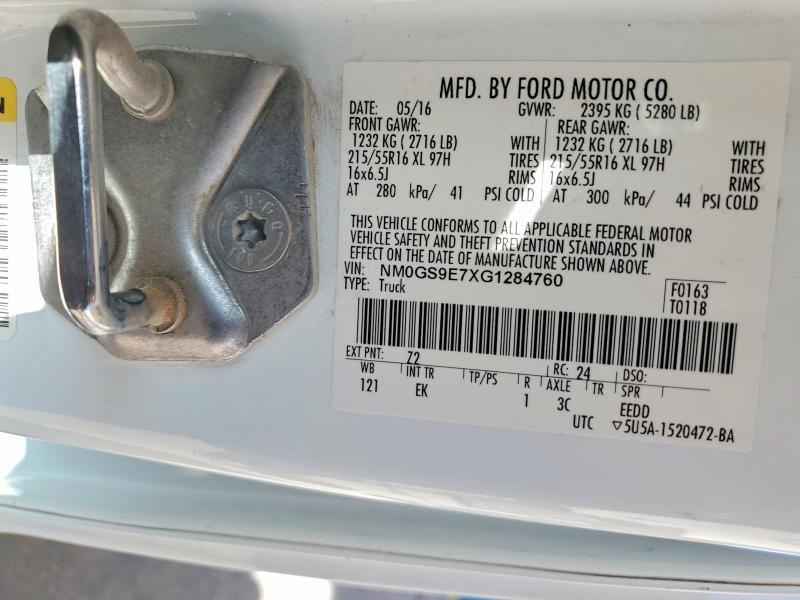 MFD. BY FORD MOTOR CO.
DATE: 05/16 GVWR: 2395 KG ( 5280 LB)
FRONT GAWR: REAR GAWR:
1232 KG ( 2716 LB) WITH 1232 KG ( 2716 LB) WITH
215/55R16 XL 97H TIRES 215/55R16 XL 97H TIRES
16x6.5J RIMS 16x6.5J RIMS
AT 280 kPa/ 41 PSI COLD AT 300 kPa/ 44 PSI COLD
THIS VEHICLE CONFORMS TO ALL APPLICABLE FEDERAL MOTOR
VEHICLE SAFETY AND THEFT PREVENTION STANDARDS IN
EFFECT ON THE DATE OF MANUFACTURE SHOWN ABOVE.
VIN: NM0GS9E7XG1284760
TYPE: Truck
F0163
T011B
EXT PNT: Z2 RC: 24 DSO:
WB INT TR TP/PS R AXLE TR SPR
121 EK 1 3C EEDD
UTC ▽5U5A-1520472-BA